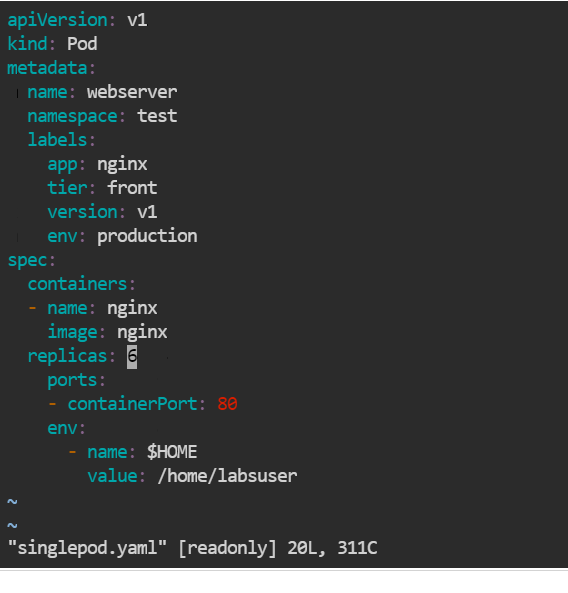 apiVersion: v1
kind: Pod
metadata:
  name: webserver
  namespace: test
  labels:
    app: nginx
    tier: front
    version: v1
    env: production
spec:
  containers:
  - name: nginx
    image: nginx
  replicas: 6
    ports:
    - containerPort: 80
    env:
      - name: $HOME
        value: /home/labsuser
~
~
"singlepod.yaml" [readonly] 20L, 311C